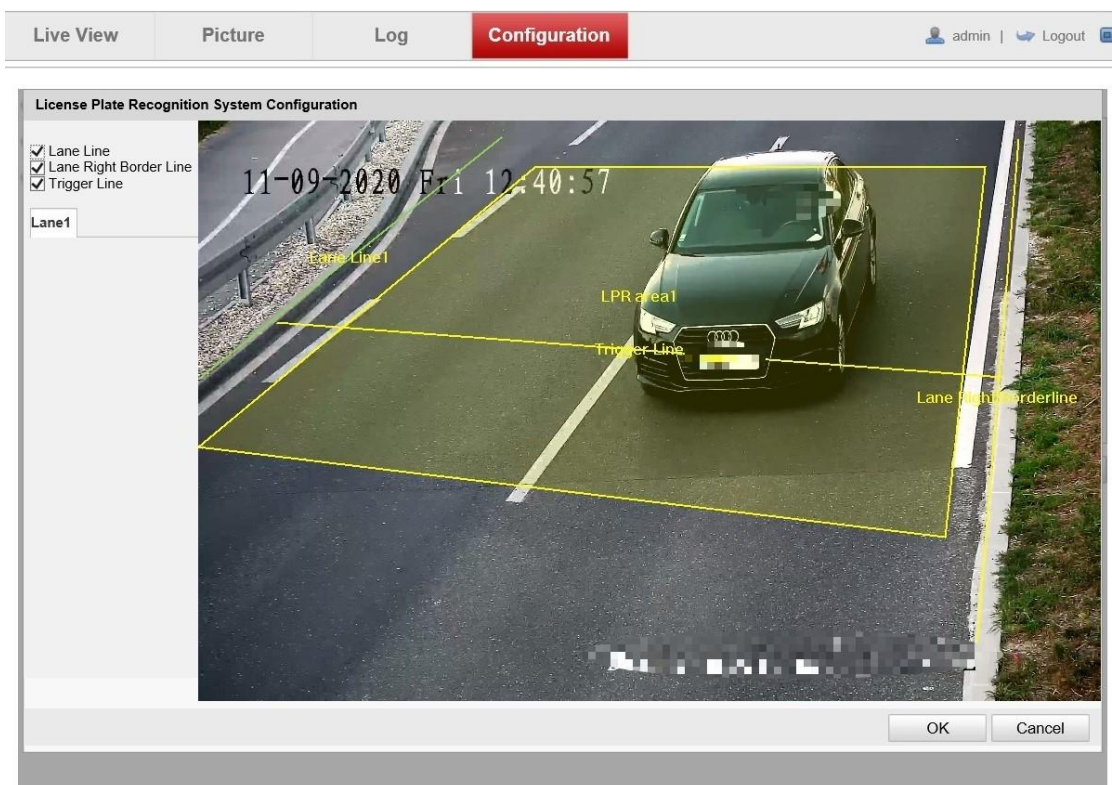 Live View Picture Log Configuration admin | Logout
License Plate Recognition System Configuration
Lane Line
Lane Right Border Line
Trigger Line
Lane1
11-09-2020 Fri 12:40:57
Lane Line1
LPR area1
Trigger Line
Lane Right Borderline
OK Cancel